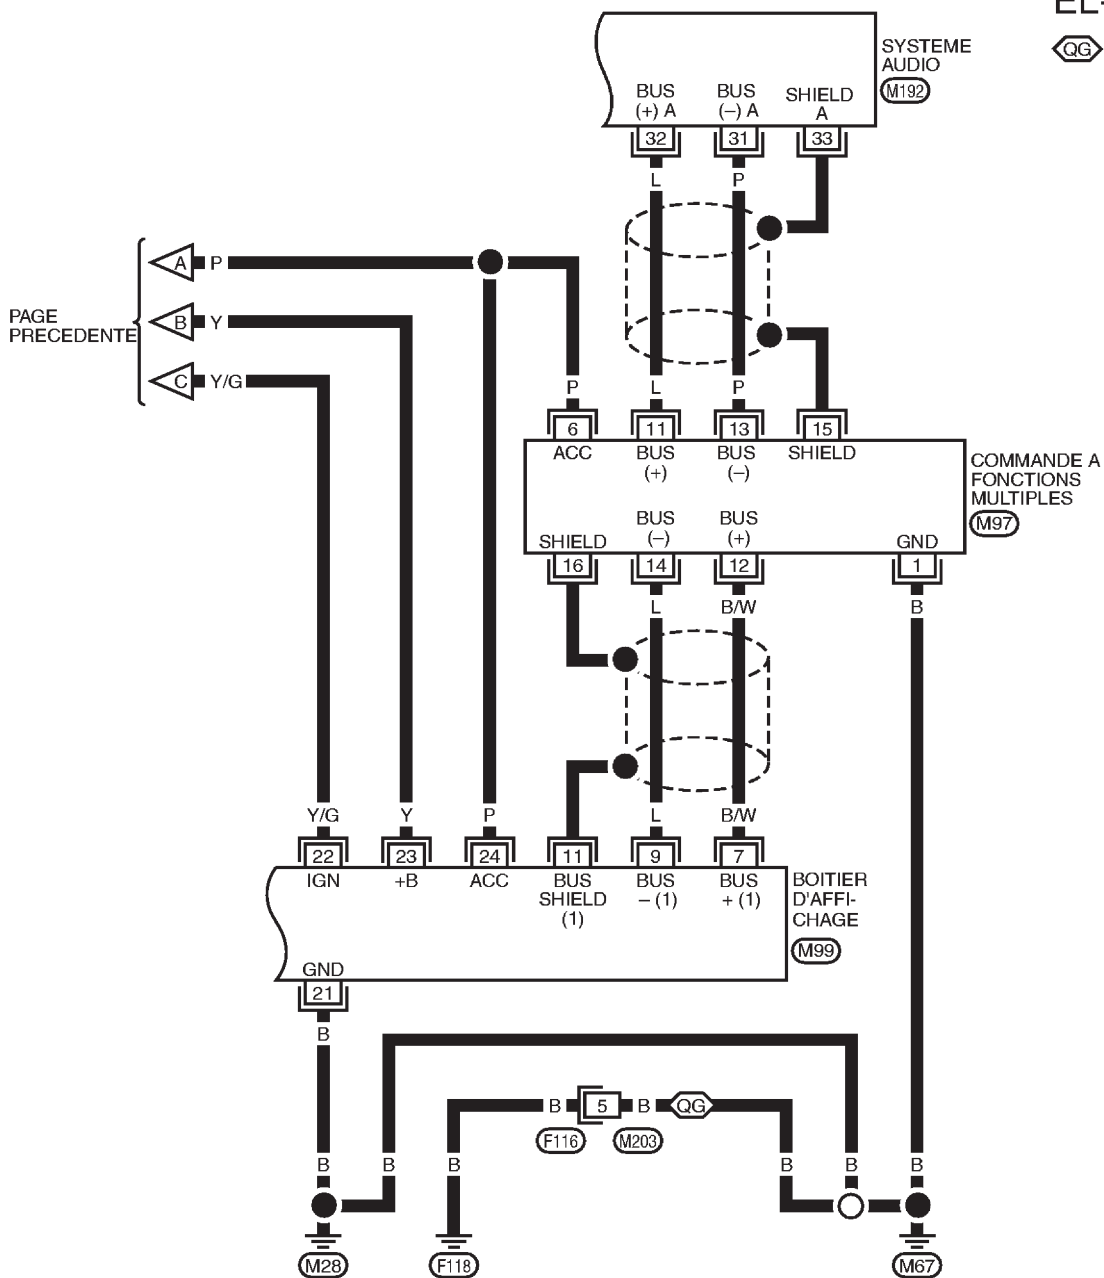 EL-
QG
SYSTEME
AUDIO
M192
BUS
(+) A
BUS
(–) A
SHIELD
A
32
31
33
L
P
PAGE
PRECEDENTE
A
P
B
Y
C
Y/G
P
L
P
6
11
13
15
ACC
BUS
(+)
BUS
(–)
SHIELD
COMMANDE A
FONCTIONS
MULTIPLES
M97
SHIELD
BUS
(–)
BUS
(+)
GND
16
14
12
1
L
B/W
B
Y/G
Y
P
L
B/W
22
23
24
11
9
7
IGN
+B
ACC
BUS
SHIELD
(1)
BUS
– (1)
BUS
+ (1)
BOITIER
D'AFFI-
CHAGE
M99
GND
21
B
B
5
B
QG
F116
M203
B
B
B
B
B
B
M28
F118
M67